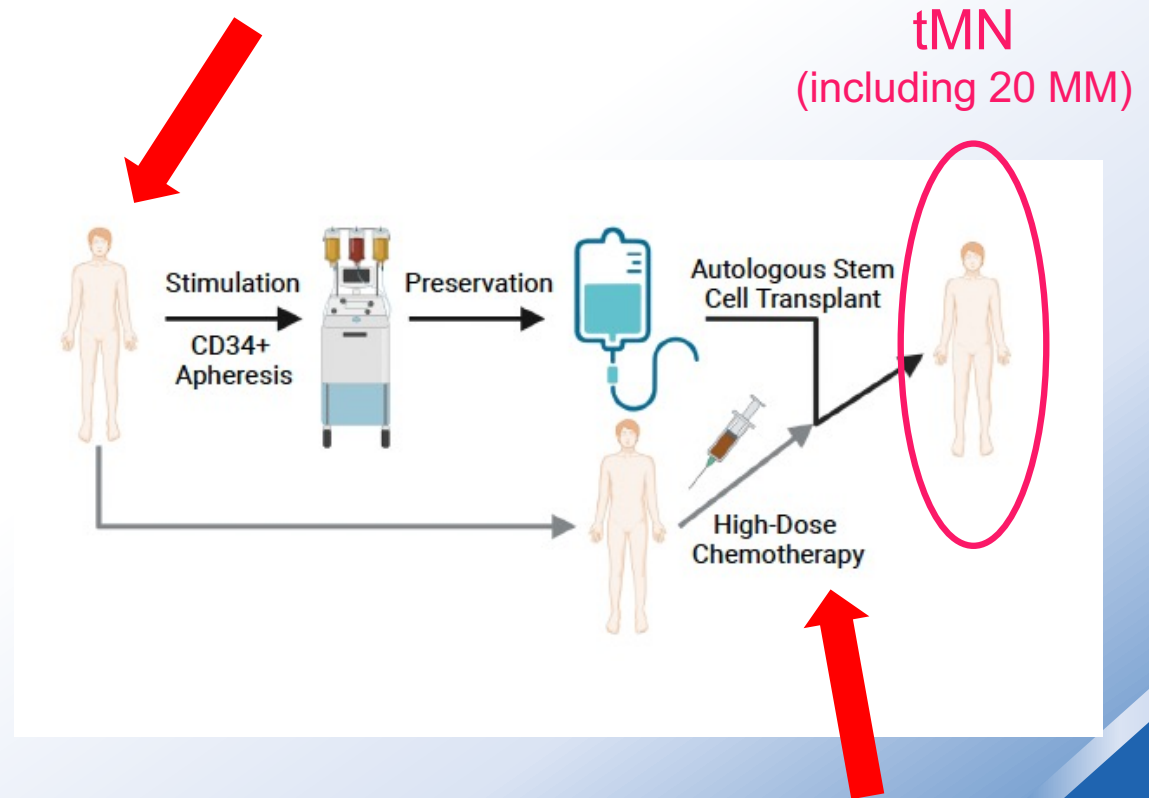 tMN
(including 20 MM)
Stimulation
CD34+
Apheresis
Preservation
Autologous Stem
Cell Transplant
High-Dose
Chemotherapy